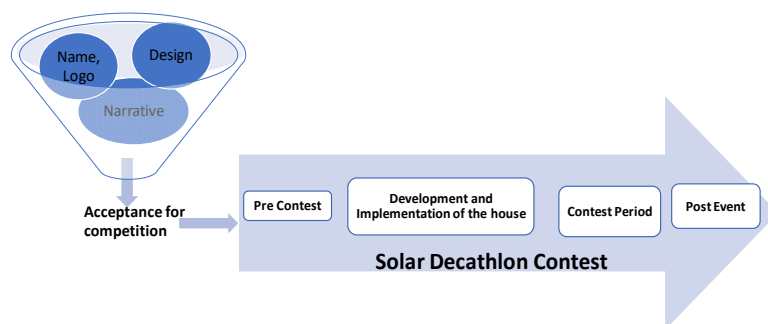 Name,
Logo
Design
Narrative
Acceptance for
competition
Pre Contest
Development and
Implementation of the house
Contest Period
Post Event
Solar Decathlon Contest